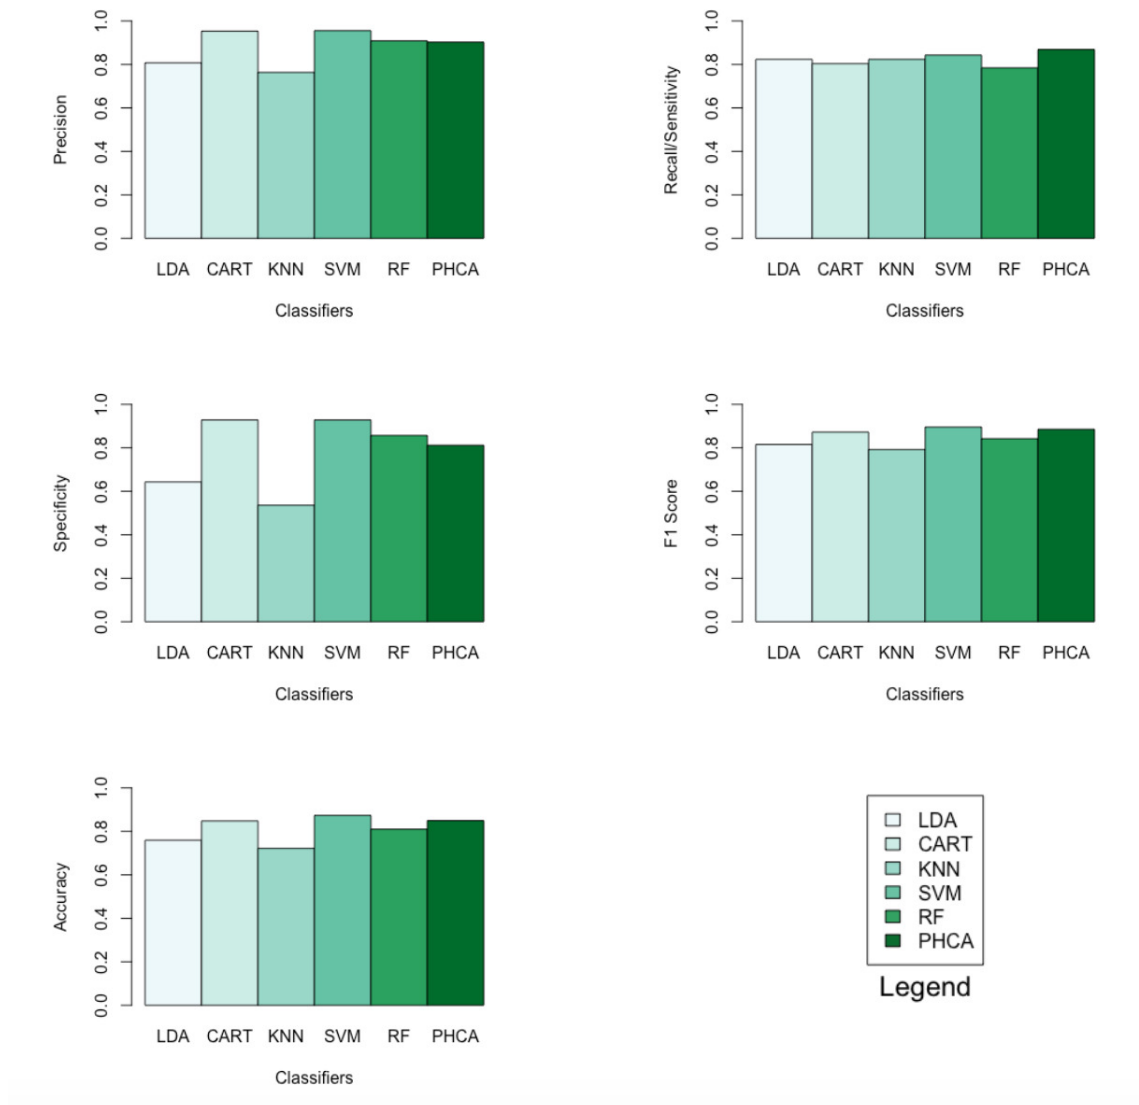 Precision
1.0
0.8
0.6
0.4
0.2
0.0
LDA CART KNN SVM RF PHCA
Classifiers
Recall/Sensitivity
1.0
0.8
0.6
0.4
0.2
0.0
LDA CART KNN SVM RF PHCA
Classifiers
Specificity
1.0
0.8
0.6
0.4
0.2
0.0
LDA CART KNN SVM RF PHCA
Classifiers
F1 Score
1.0
0.8
0.6
0.4
0.2
0.0
LDA CART KNN SVM RF PHCA
Classifiers
Accuracy
1.0
0.8
0.6
0.4
0.2
0.0
LDA CART KNN SVM RF PHCA
Classifiers
LDA
CART
KNN
SVM
RF
PHCA
Legend